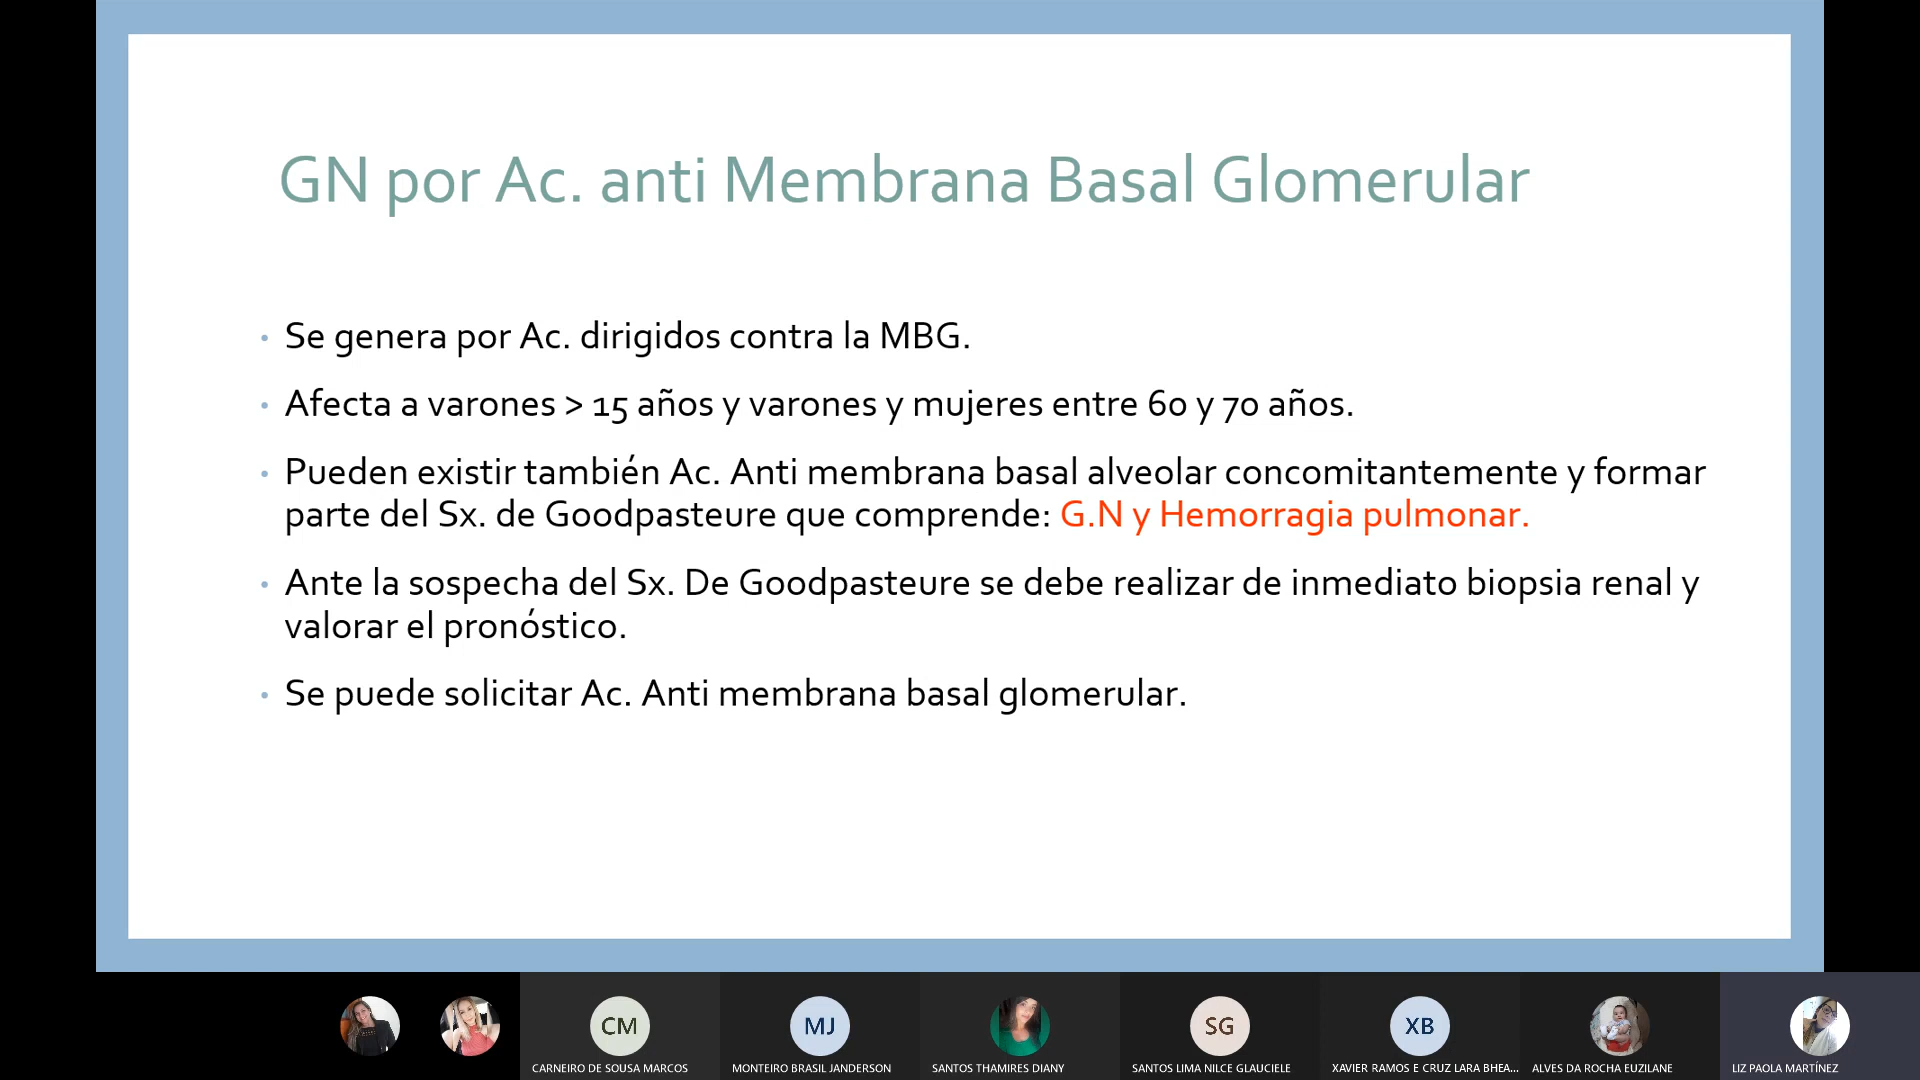 GN por Ac. anti Membrana Basal Glomerular
• Se genera por Ac. dirigidos contra la MBG.
• Afecta a varones > 15 años y varones y mujeres entre 60 y 70 años.
• Pueden existir también Ac. Anti membrana basal alveolar concomitantemente y formar
parte del Sx. de Goodpasteure que comprende: G.N y Hemorragia pulmonar.
• Ante la sospecha del Sx. De Goodpasteure se debe realizar de inmediato biopsia renal y
valorar el pronóstico.
• Se puede solicitar Ac. Anti membrana basal glomerular.
CM
MJ
SG
XB
CARNEIRO DE SOUSA MARCOS
MONTEIRO BRASIL JANDERSON
SANTOS THAMIRES DIANY
SANTOS LIMA NILCE GLAUCIELE
XAVIER RAMOS E CRUZ LARA BHEA...
ALVES DA ROCHA EUZILANE
LIZ PAOLA MARTÍNEZ